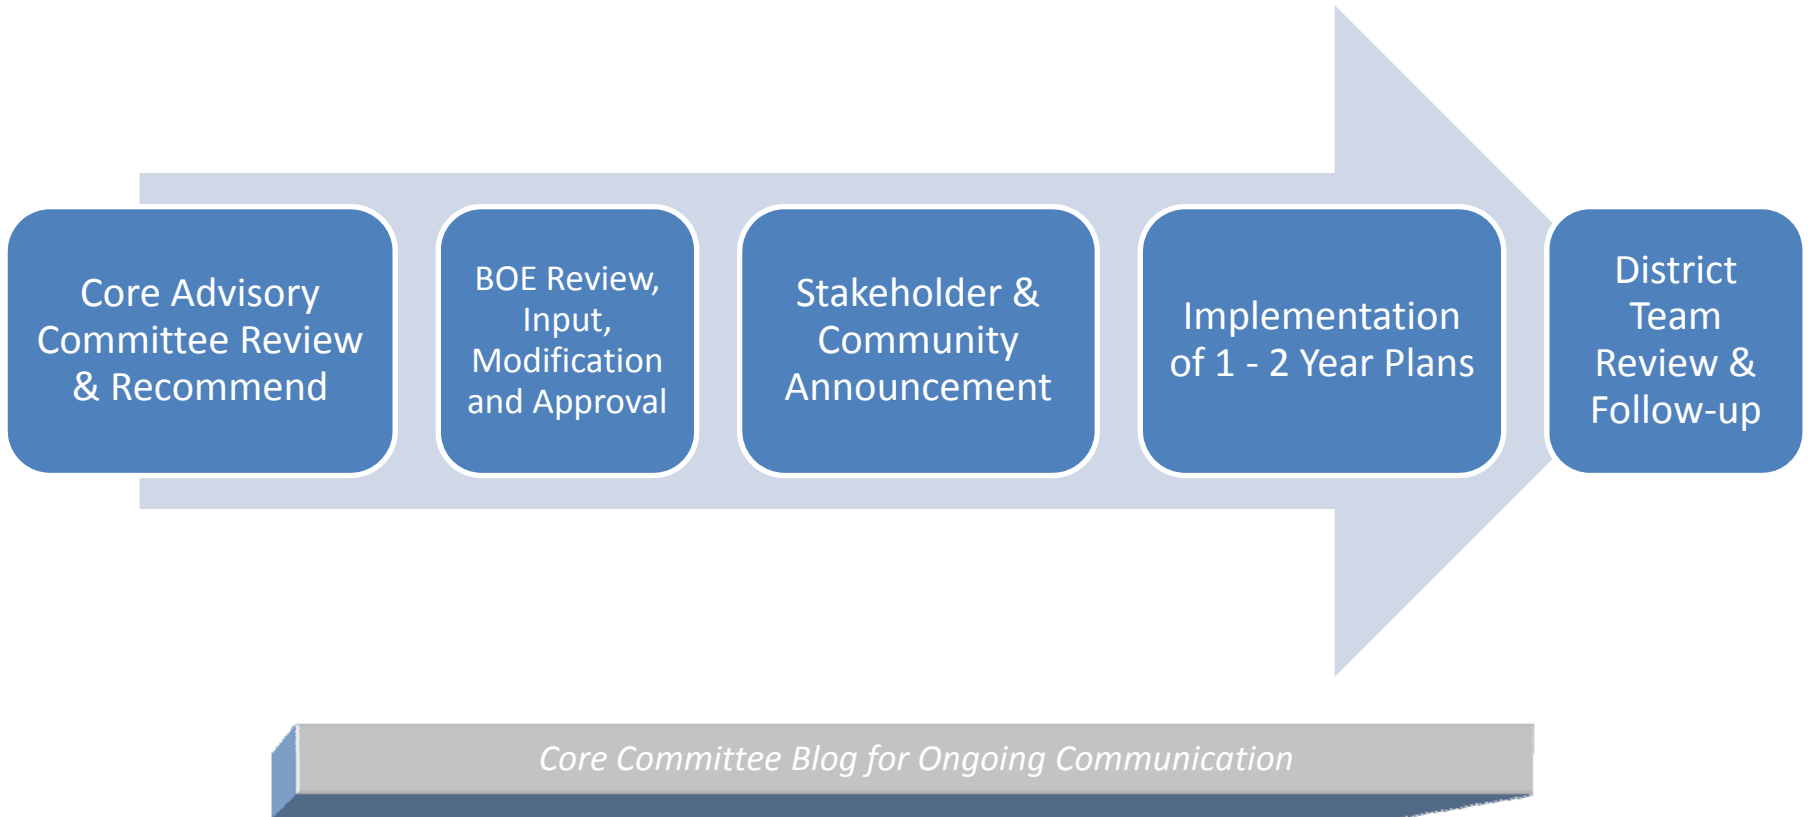 Core Advisory
Committee Review
& Recommend
BOE Review,
Input,
Modification
and Approval
Stakeholder &
Community
Announcement
Implementation
of 1 - 2 Year Plans
District
Team
Review &
Follow-up
Core Committee Blog for Ongoing Communication